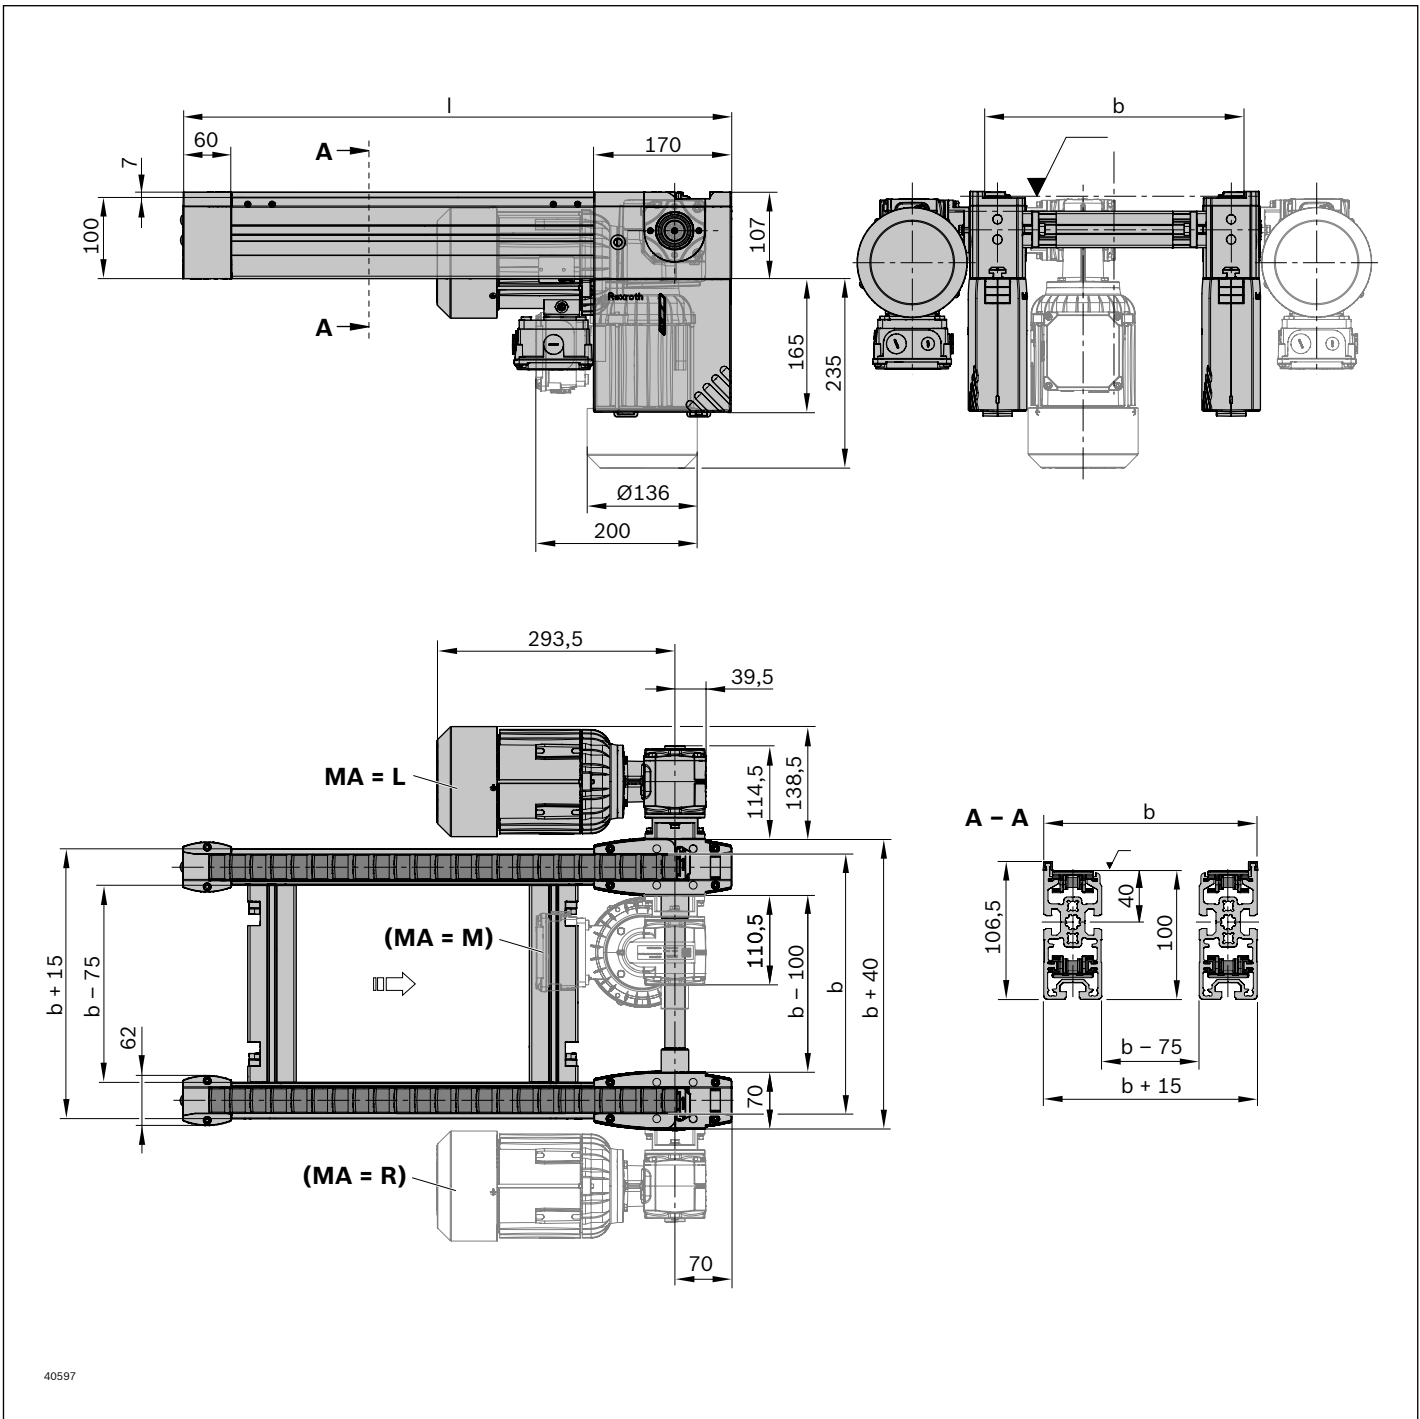 l
b
60
170
A
7
100
107
A
Rexroth
165
235
Ø136
200
293,5
39,5
MA = L
114,5
138,5
A – A
b
(MA = M)
110,5
b – 100
b
b + 40
106,5
40
100
b + 15
b – 75
62
b – 75
b + 15
70
(MA = R)
70
40597